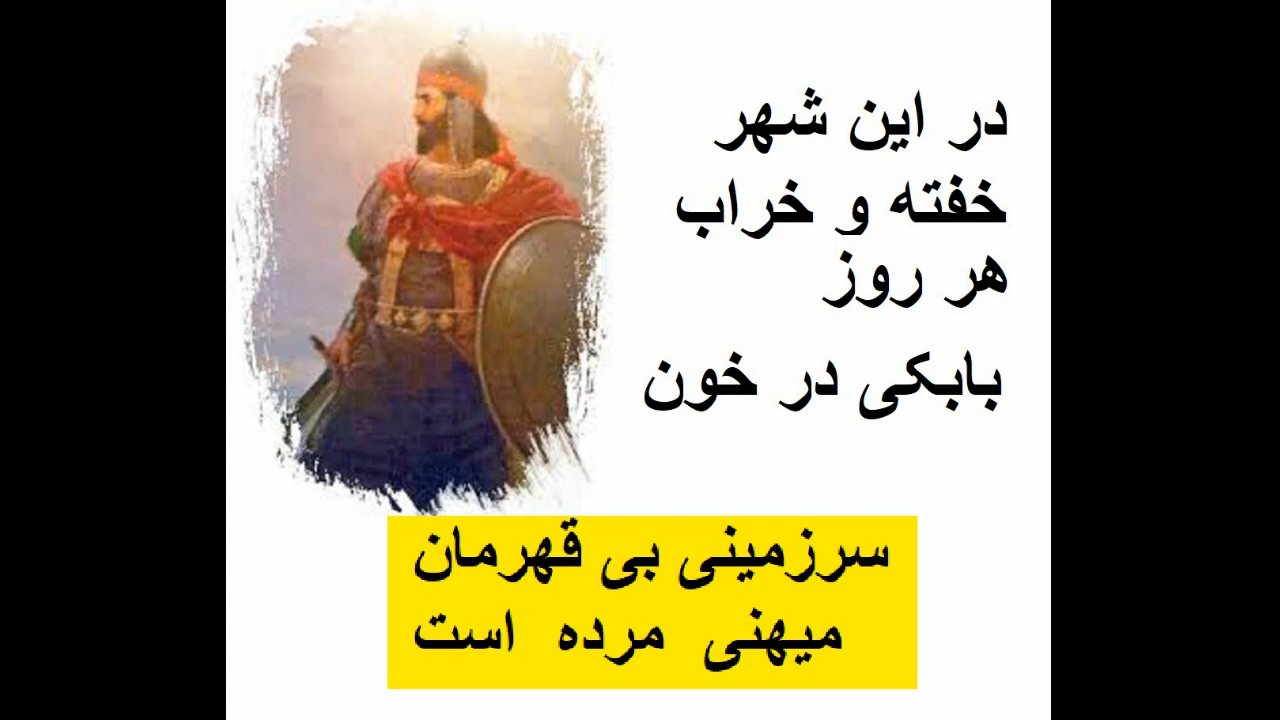 در این شهر
خفته و خراب
هر روز
بابکی در خون
سرزمینی بی قهرمان
میهنی مرده است